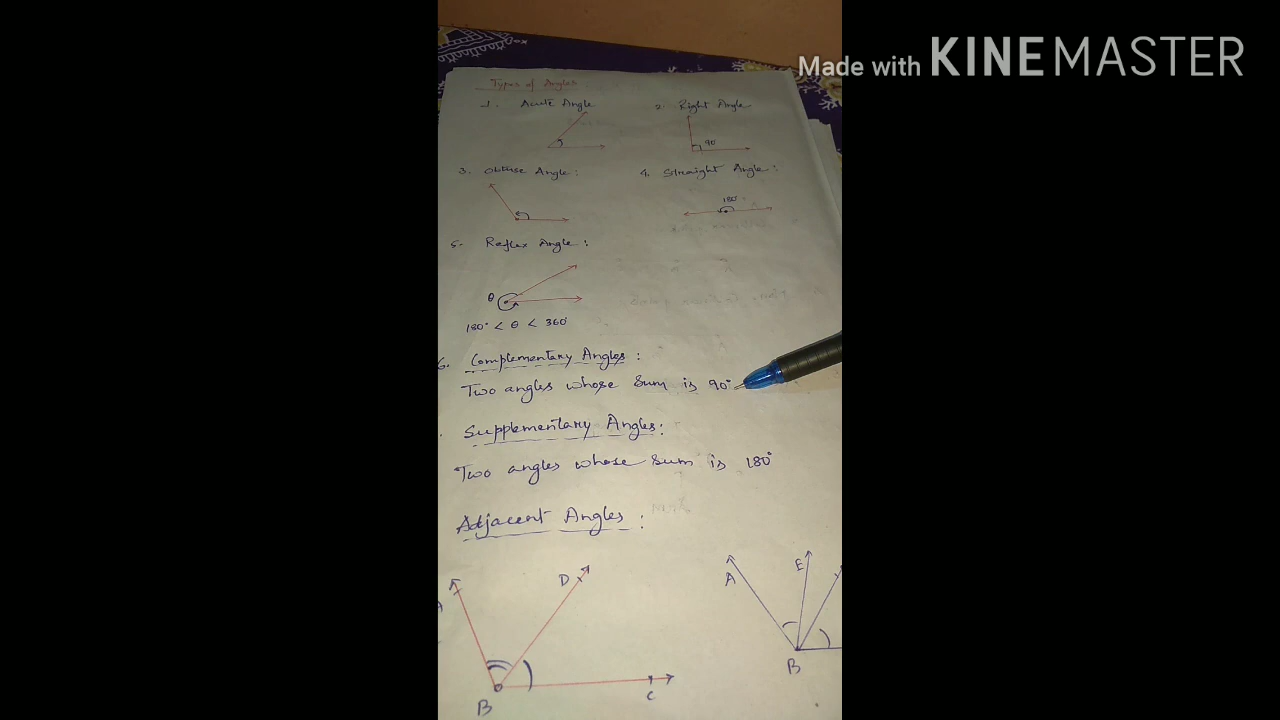 Made with KINEMASTER
Types of Angles:
1. Acute Angle
2. Right Angle
90
3. Obtuse Angle:
4. Straight Angle:
180°
5. Reflex Angle:
θ
180° < θ < 360°
6. Complementary Angles:
Two angles whose sum is 90°
Supplementary Angles:
Two angles whose sum is 180°
Adjacent Angles:
A D B C
A E B